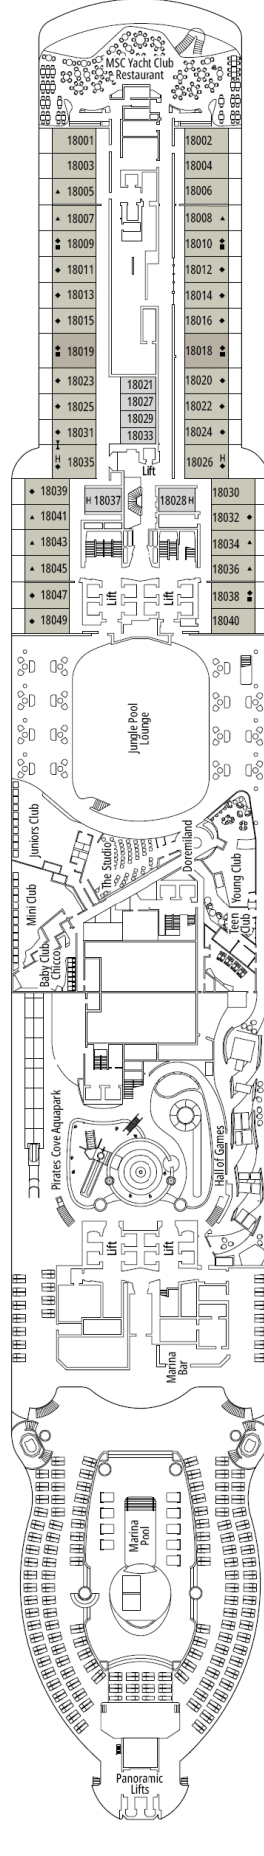 MSC Yacht Club
Restaurant
18001
18002
18003
18004
18005
18006
18007
18008
18009
18010
18011
18012
18013
18014
18015
18016
18019
18018
18021
18023
18020
18027
18025
18022
18029
18031
18024
18033
H
18035
18026
H
Lift
18039
H 18037
18028 H
18030
18041
18032
18043
18034
18045
18036
18047
Lift
Lift
18038
18049
18040
Jungle Pool
Lounge
Juniors Club
The Studio
Doremiland
Mini Club
Young Club
Baby Club
Chicco
Teen
Club
Pirates Cove Aquapark
Hall of Games
Lift
Lift
Marina
Bar
Marina
Pool
Panoramic
Lifts